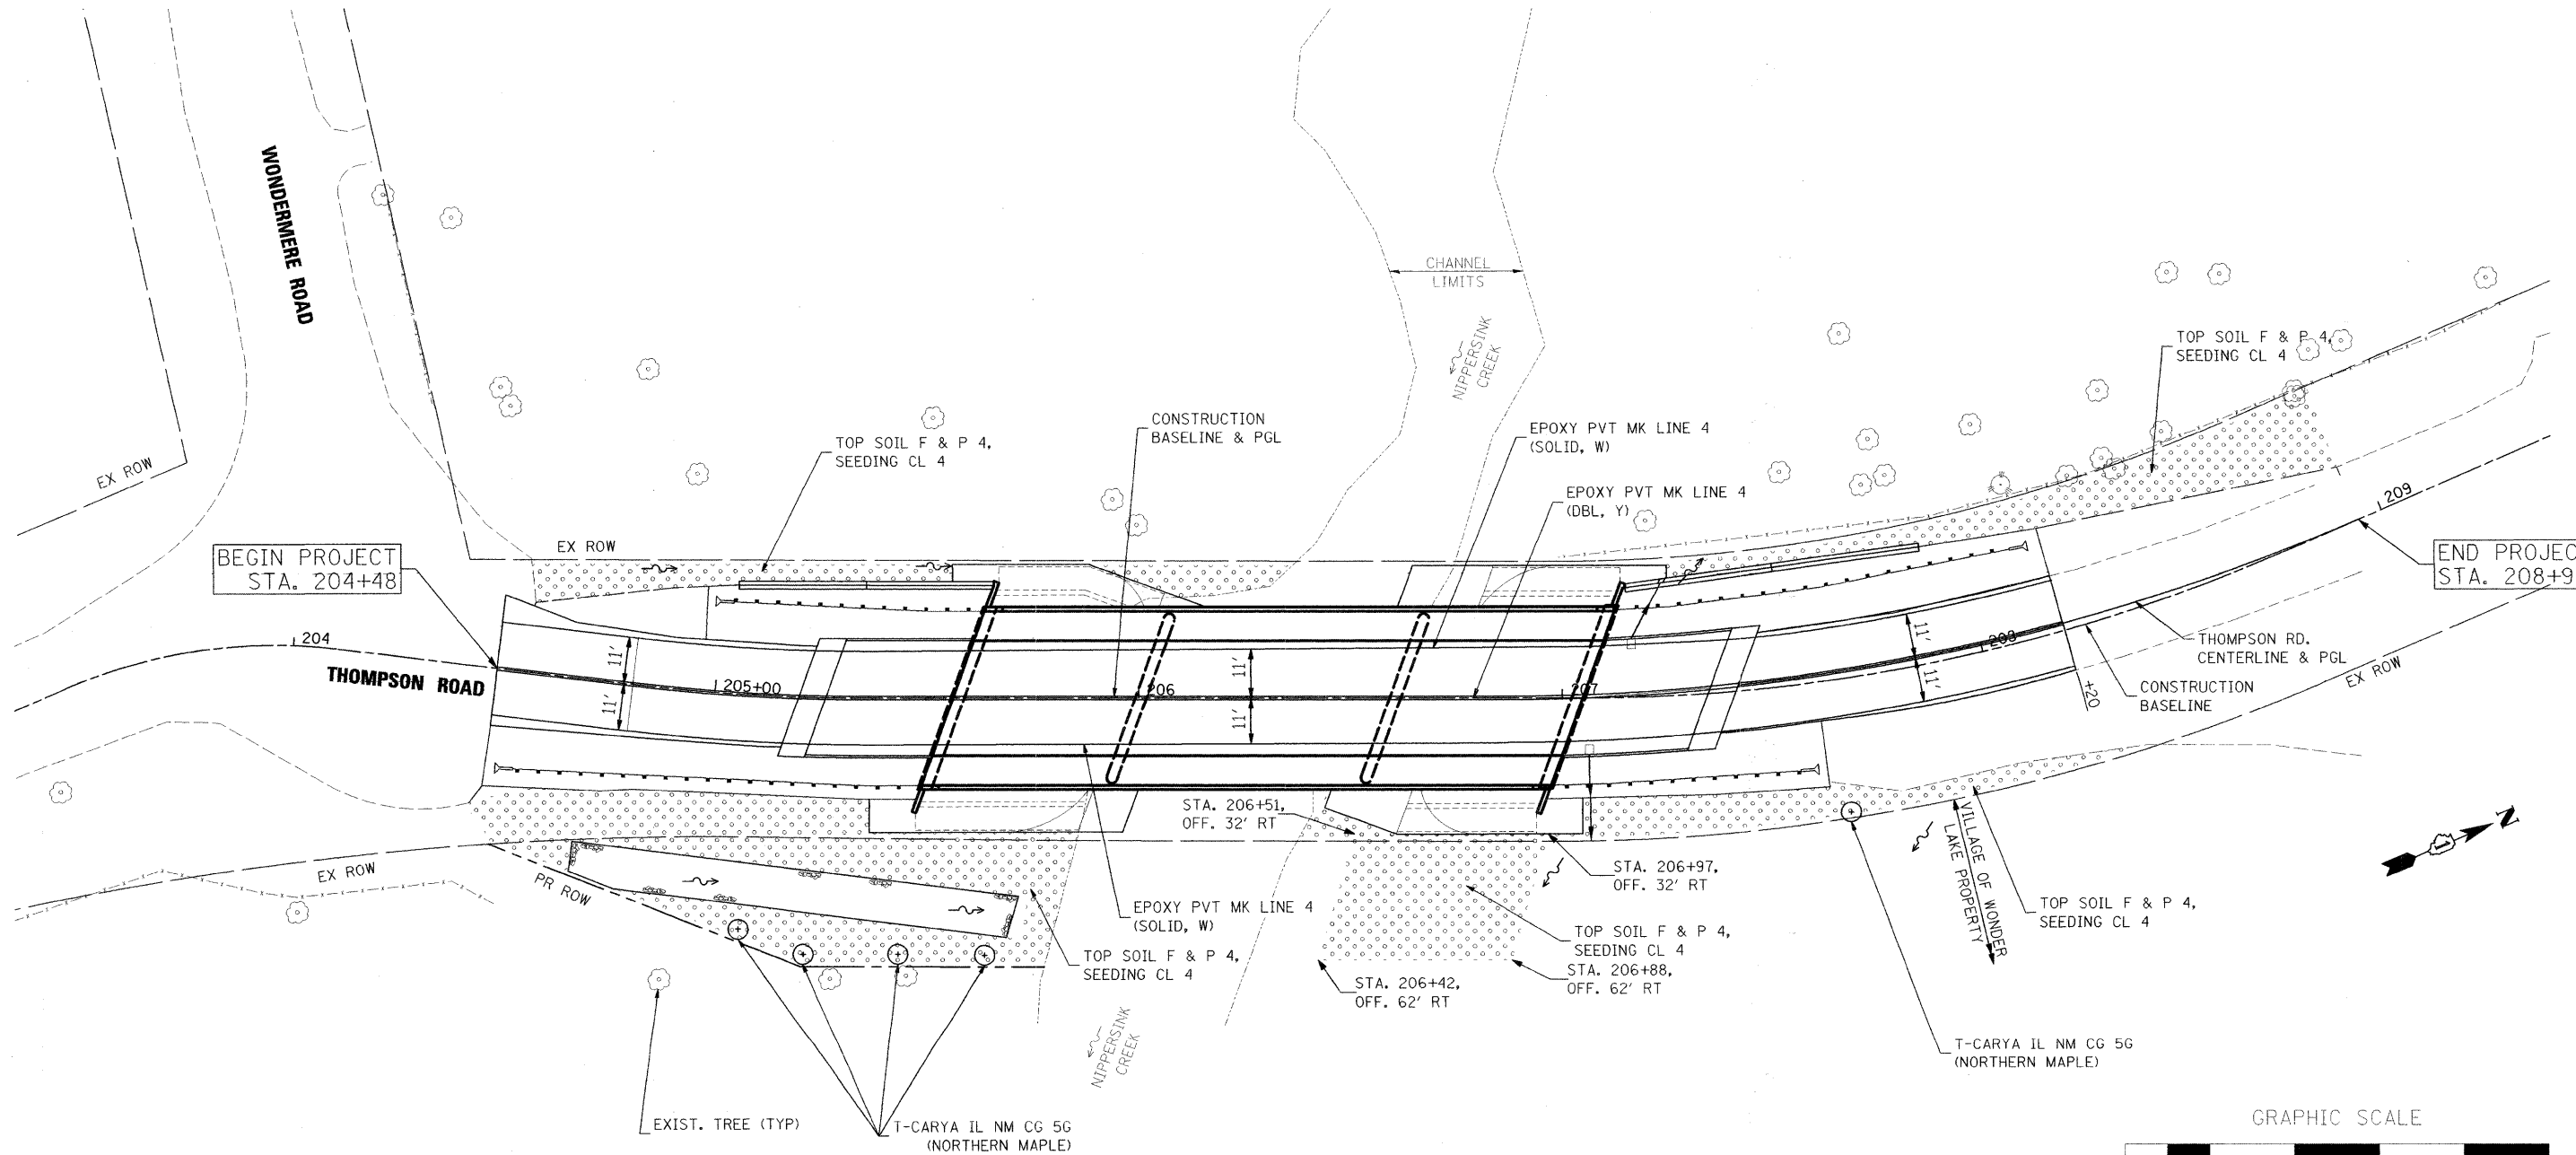 WONDERMERE ROAD
CHANNEL
LIMITS
NIPPERSINK
CREEK
TOP SOIL F & P 4,
SEEDING CL 4
CONSTRUCTION
BASELINE & PGL
EPOXY PVT MK LINE 4
(SOLID, W)
TOP SOIL F & P 4,
SEEDING CL 4
EX ROW
EPOXY PVT MK LINE 4
(DBL, Y)
209
EX ROW
BEGIN PROJECT
STA. 204+48
END PROJEC
STA. 208+9
204
THOMPSON ROAD
11'
11'
205+00
206
11'
11'
207
11'
11'
208
THOMPSON RD.
CENTERLINE & PGL
EX ROW
CONSTRUCTION
BASELINE
+20
STA. 206+51,
OFF. 32' RT
VILLAGE OF WONDER
LAKE PROPERTY
N
1
EX ROW
PR ROW
STA. 206+97,
OFF. 32' RT
EPOXY PVT MK LINE 4
(SOLID, W)
TOP SOIL F & P 4,
SEEDING CL 4
TOP SOIL F & P 4,
SEEDING CL 4
TOP SOIL F & P 4,
SEEDING CL 4
STA. 206+88,
OFF. 62' RT
STA. 206+42,
OFF. 62' RT
NIPPERSINK
CREEK
T-CARYA IL NM CG 5G
(NORTHERN MAPLE)
EXIST. TREE (TYP)
T-CARYA IL NM CG 5G
(NORTHERN MAPLE)
GRAPHIC SCALE